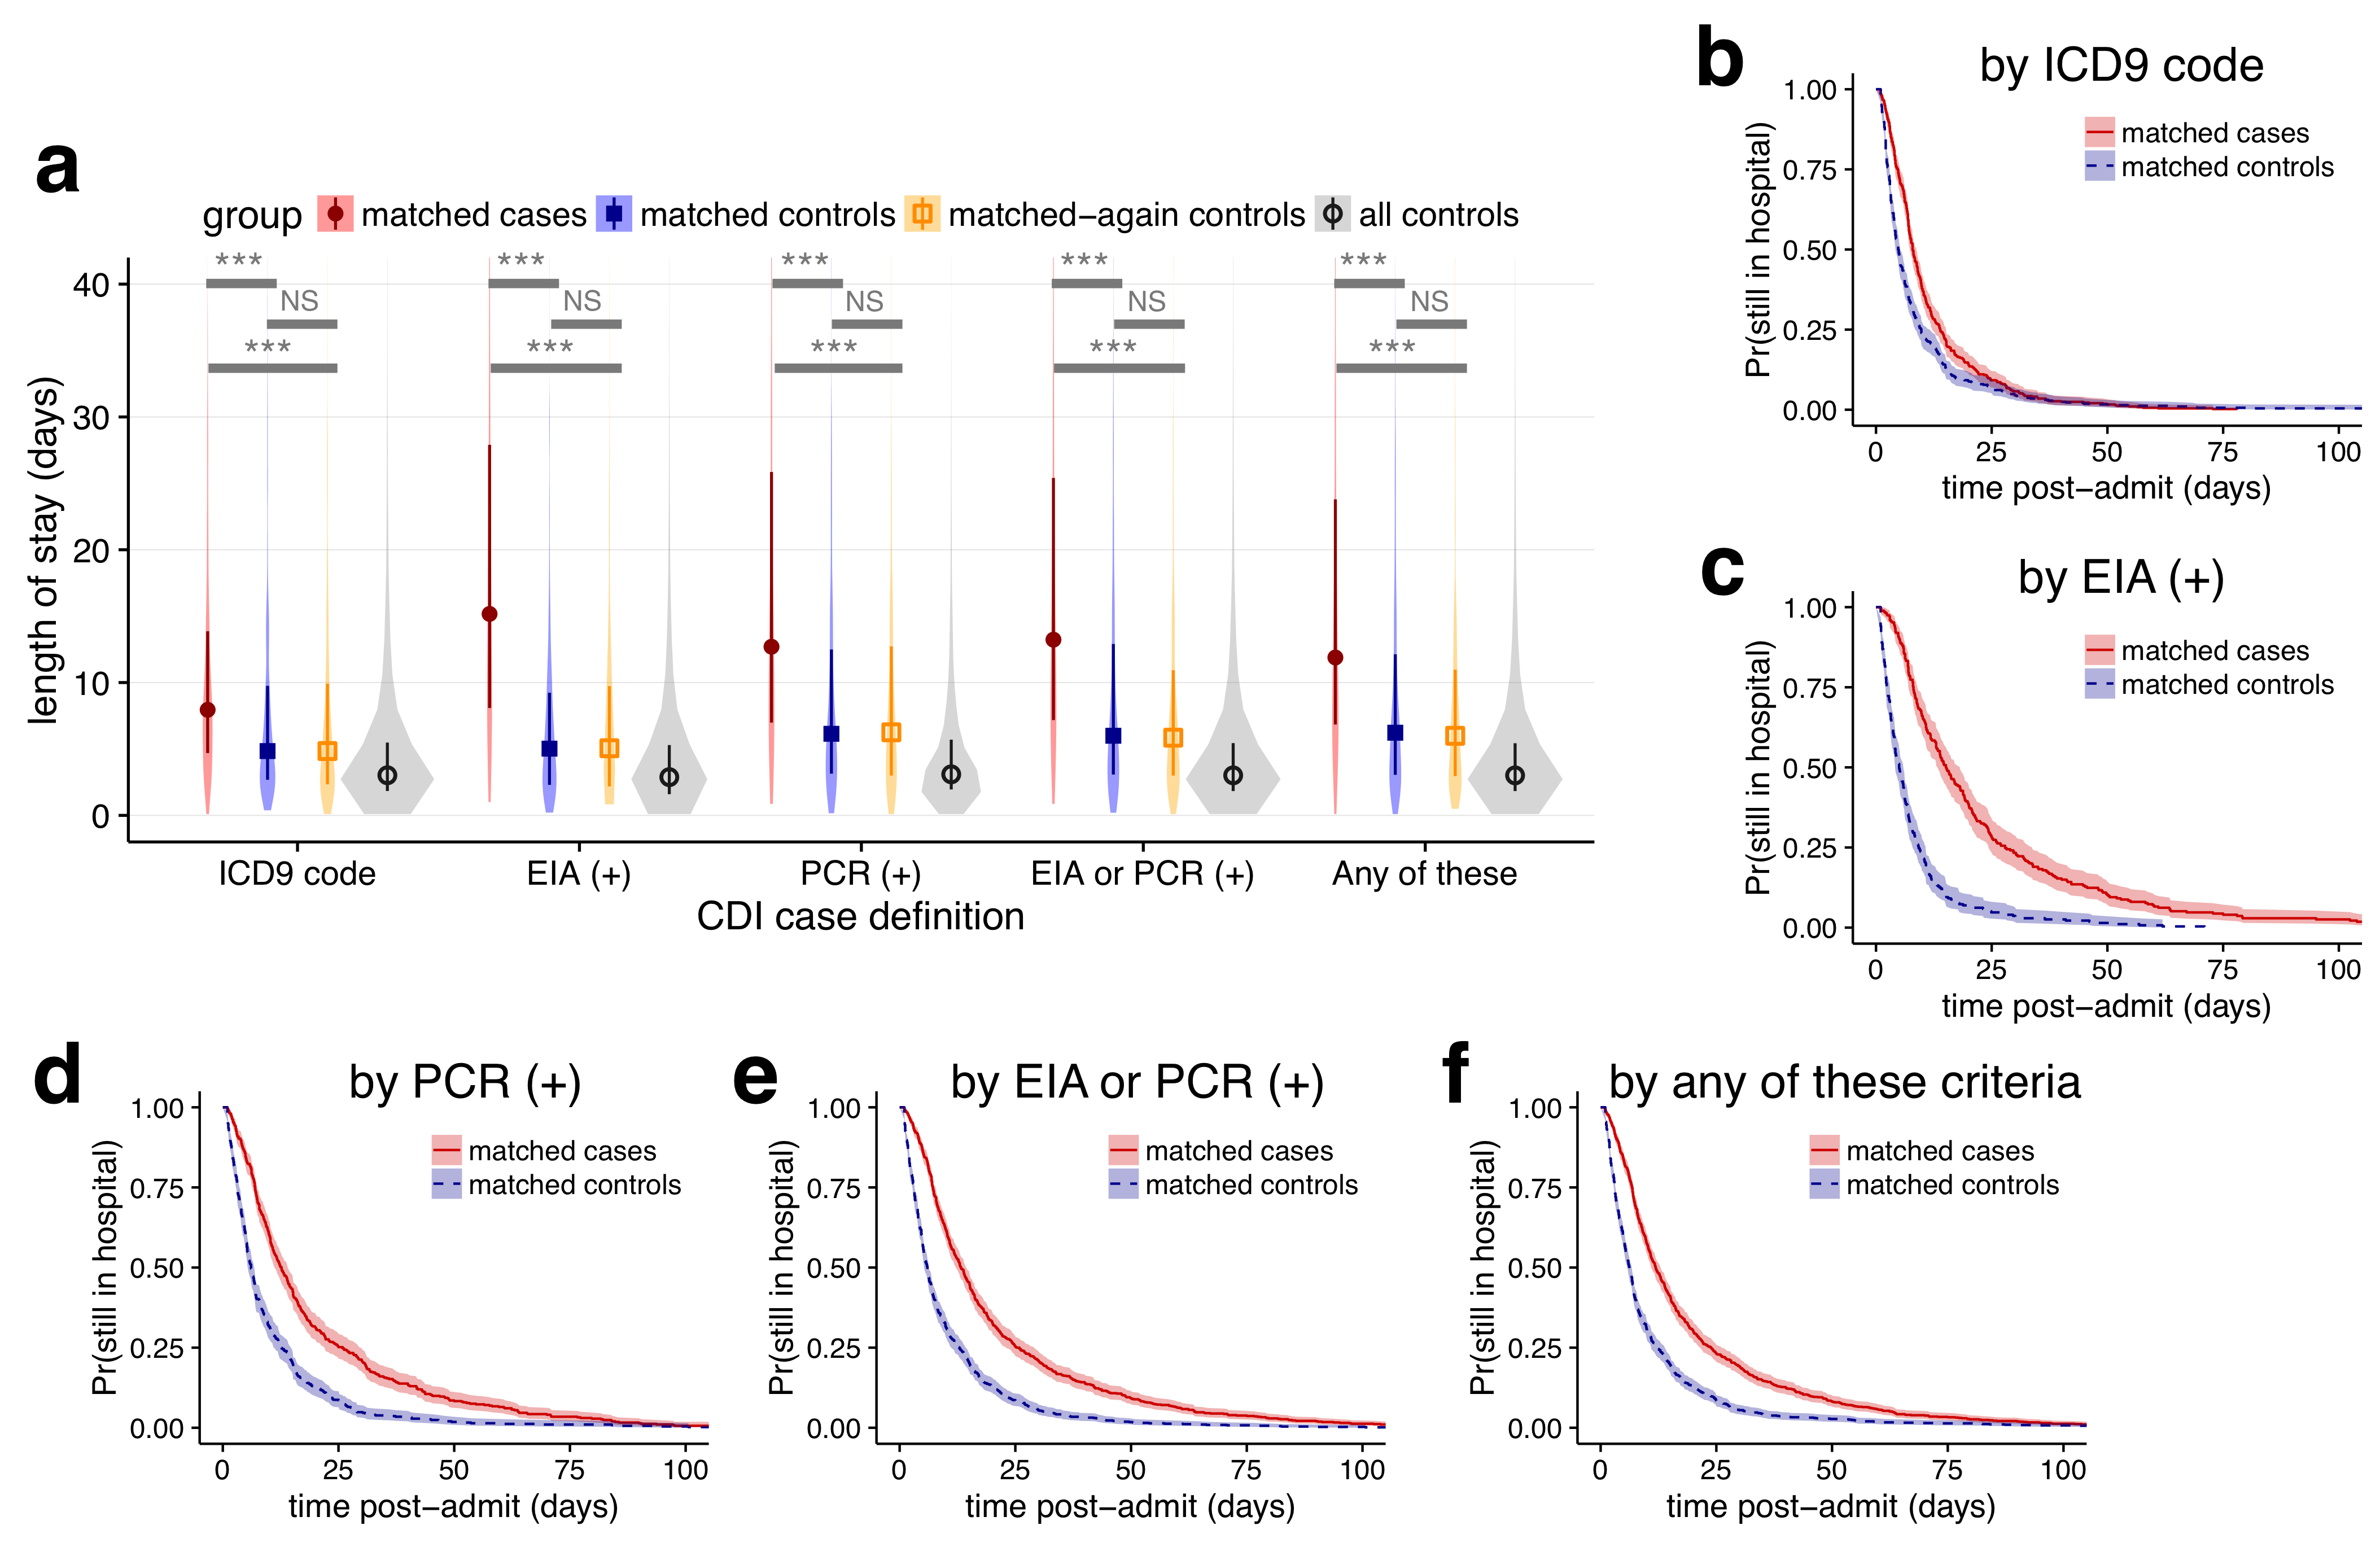 a
group matched cases matched controls matched−again controls all controls
*** *** *** *** ***
40
NS NS NS NS NS
*** *** *** *** ***
30
20
10
0
length of stay (days)
ICD9 code EIA (+) PCR (+) EIA or PCR (+) Any of these
CDI case definition
b
by ICD9 code
matched cases
matched controls
1.00
0.75
0.50
0.25
0.00
Pr(still in hospital)
0 25 50 75 100
time post−admit (days)
c
by EIA (+)
matched cases
matched controls
1.00
0.75
0.50
0.25
0.00
Pr(still in hospital)
0 25 50 75 100
time post−admit (days)
d
by PCR (+)
matched cases
matched controls
1.00
0.75
0.50
0.25
0.00
Pr(still in hospital)
0 25 50 75 100
time post−admit (days)
e
by EIA or PCR (+)
matched cases
matched controls
1.00
0.75
0.50
0.25
0.00
Pr(still in hospital)
0 25 50 75 100
time post−admit (days)
f
by any of these criteria
matched cases
matched controls
1.00
0.75
0.50
0.25
0.00
Pr(still in hospital)
0 25 50 75 100
time post−admit (days)